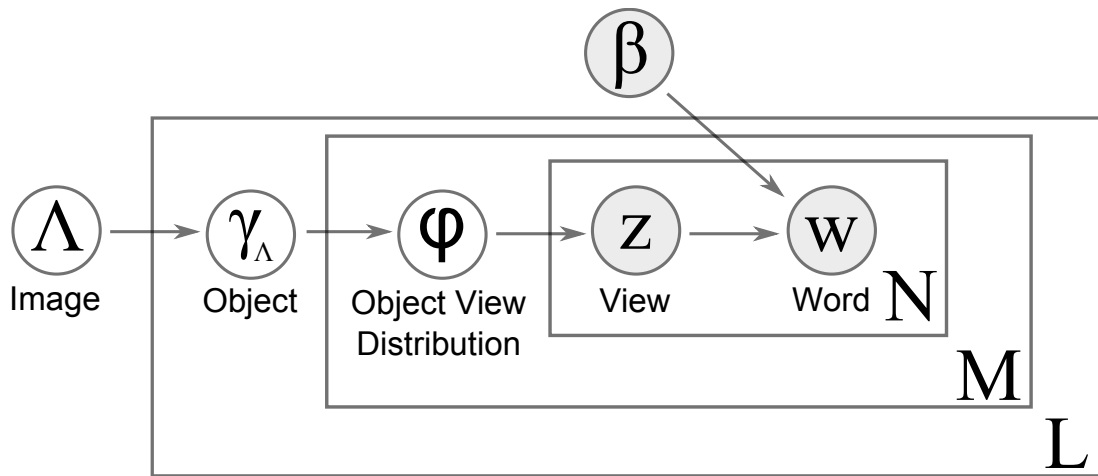 β
Λ
γΛ
φ
z
w
Image
Object
Object View
Distribution
View
Word
N
M
L